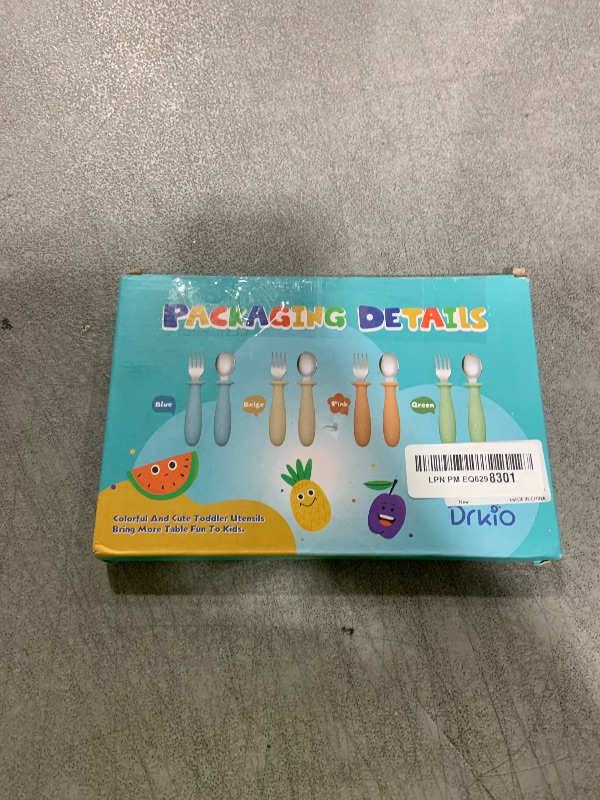 PACKAGING DETAILS
Blue
Beige
Pink
Green
LPN PM EQ6298301
New
MADE IN CHINA
Drkio
Colorful And Cute Toddler Utensils
Bring More Table Fun To Kids.